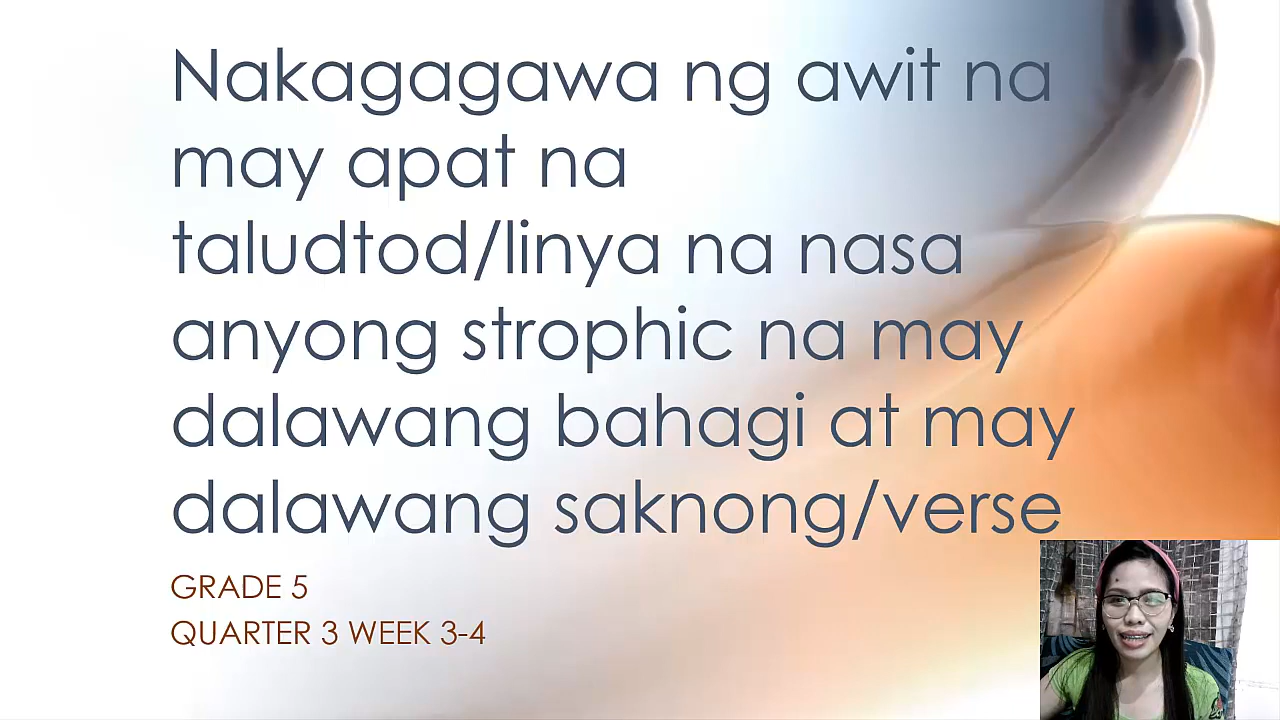 Nakagagawa ng awit na
may apat na
taludtod/linya na nasa
anyong strophic na may
dalawang bahagi at may
dalawang saknong/verse
GRADE 5
QUARTER 3 WEEK 3-4